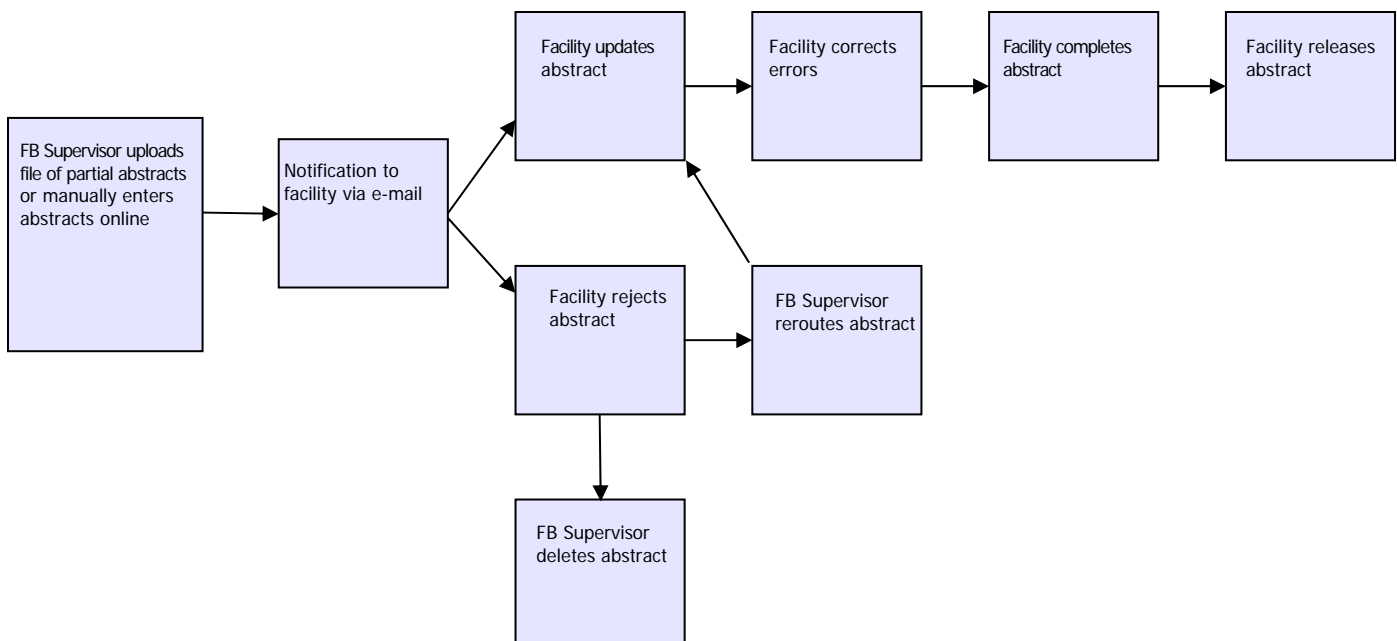 FB Supervisor uploads
file of partial abstracts
or manually enters
abstracts online
Notification to
facility via e-mail
Facility updates
abstract
Facility corrects
errors
Facility completes
abstract
Facility releases
abstract
Facility rejects
abstract
FB Supervisor
reroutes abstract
FB Supervisor
deletes abstract